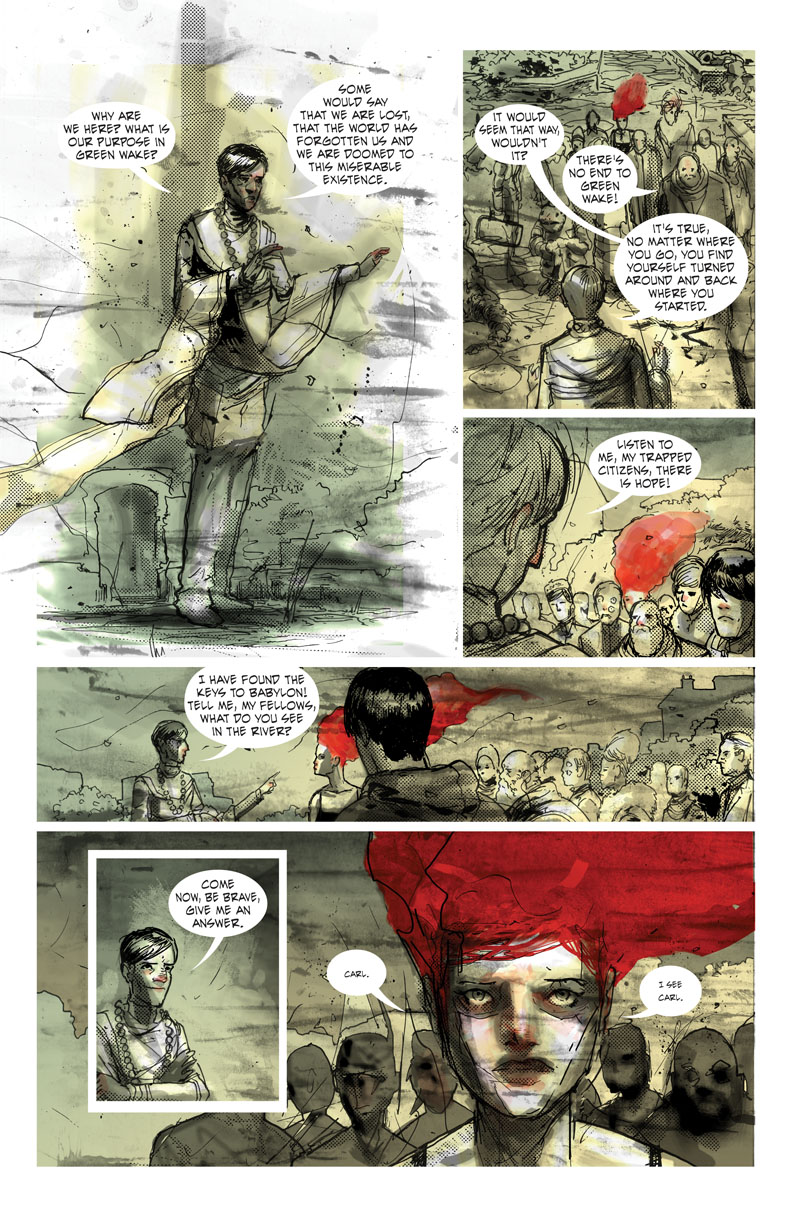 WHY ARE
WE HERE? WHAT IS
OUR PURPOSE IN
GREEN WAKE?
SOME
WOULD SAY
THAT WE ARE LOST,
THAT THE WORLD HAS
FORGOTTEN US AND
WE ARE DOOMED TO
THIS MISERABLE
EXISTENCE.
IT WOULD
SEEM THAT WAY,
WOULDN'T
IT?
THERE'S
NO END TO
GREEN
WAKE!
IT'S TRUE,
NO MATTER WHERE
YOU GO, YOU FIND
YOURSELF TURNED
AROUND AND BACK
WHERE YOU
STARTED.
LISTEN TO
ME, MY TRAPPED
CITIZENS, THERE
IS HOPE!
I HAVE FOUND THE
KEYS TO BABYLON!
TELL ME, MY FELLOWS,
WHAT DO YOU SEE
IN THE RIVER?
COME
NOW, BE BRAVE,
GIVE ME AN
ANSWER.
CARL.
I SEE
CARL.